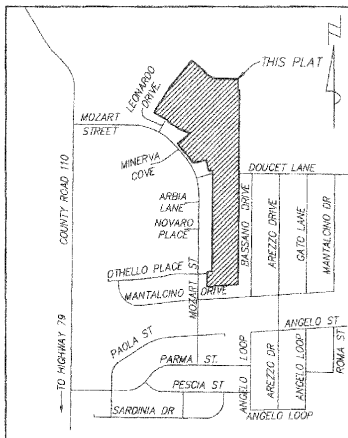 THIS PLAT
LEONARDO
DRIVE
MOZART
STREET
MINERVA
COVE
DOUCET LANE
COUNTY ROAD 110
ARBIA
LANE
NOVARO
PLACE
BASSANO DRIVE
AREZZO DRIVE
GATO LANE
MANTALCINO DR
OTHELLO PLACE
MANTALCINO DRIVE
MOZART ST
TO HIGHWAY 79
PAOLA ST
ANGELO ST
PARMA ST.
ANGELO LOOP
AREZZO DR
ANGELO LOOP
ROMA ST
PESCIA ST
SARDINIA DR
ANGELO LOOP